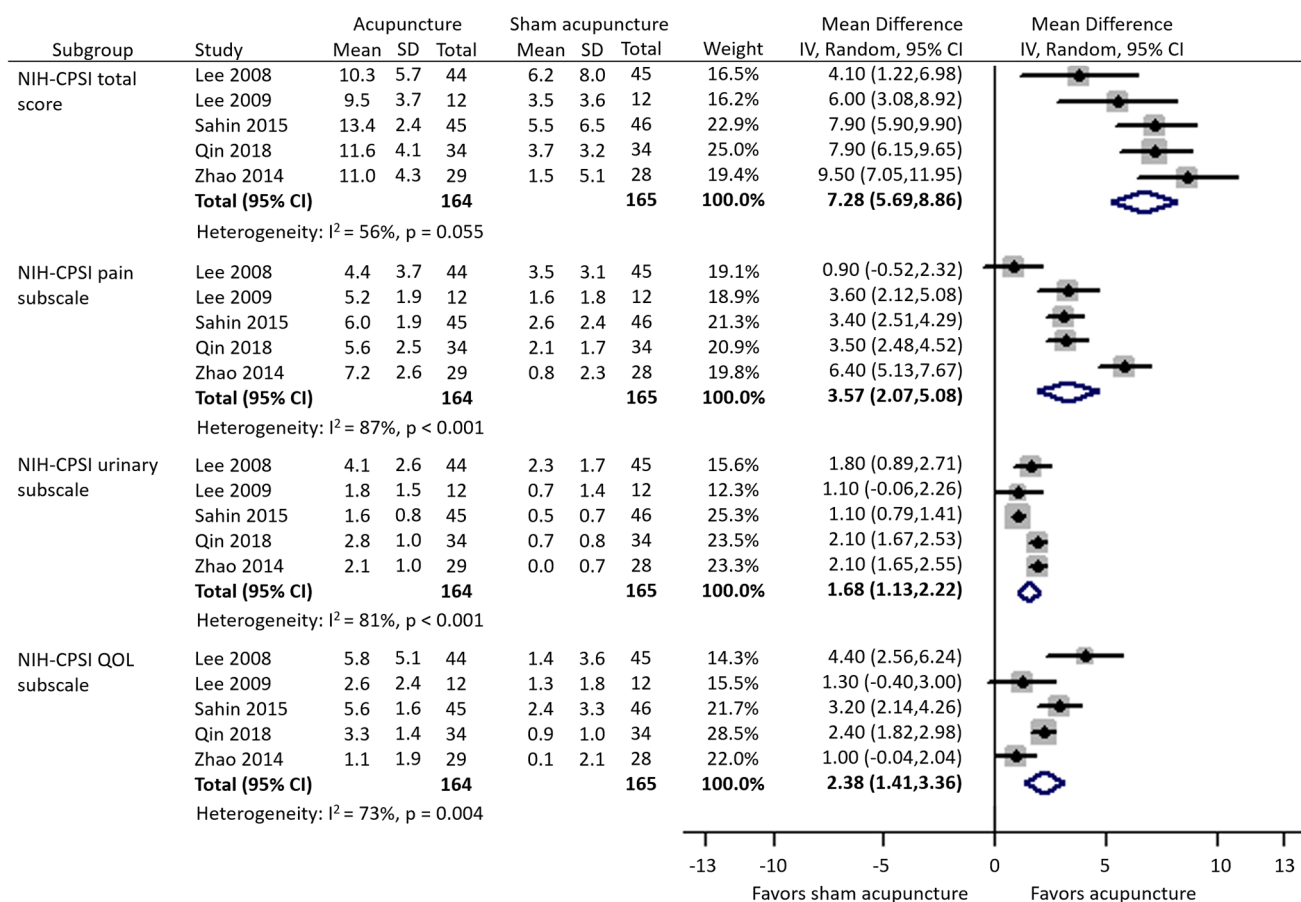 Acupuncture Sham acupuncture Mean Difference Mean Difference
Subgroup Study Mean SD Total Mean SD Total Weight IV, Random, 95% CI IV, Random, 95% CI
NIH-CPSI total Lee 2008 10.3 5.7 44 6.2 8.0 45 16.5% 4.10 (1.22,6.98)
score Lee 2009 9.5 3.7 12 3.5 3.6 12 16.2% 6.00 (3.08,8.92)
Sahin 2015 13.4 2.4 45 5.5 6.5 46 22.9% 7.90 (5.90,9.90)
Qin 2018 11.6 4.1 34 3.7 3.2 34 25.0% 7.90 (6.15,9.65)
Zhao 2014 11.0 4.3 29 1.5 5.1 28 19.4% 9.50 (7.05,11.95)
Total (95% CI) 164 165 100.0% 7.28 (5.69,8.86)
Heterogeneity: I² = 56%, p = 0.055
NIH-CPSI pain Lee 2008 4.4 3.7 44 3.5 3.1 45 19.1% 0.90 (-0.52,2.32)
subscale Lee 2009 5.2 1.9 12 1.6 1.8 12 18.9% 3.60 (2.12,5.08)
Sahin 2015 6.0 1.9 45 2.6 2.4 46 21.3% 3.40 (2.51,4.29)
Qin 2018 5.6 2.5 34 2.1 1.7 34 20.9% 3.50 (2.48,4.52)
Zhao 2014 7.2 2.6 29 0.8 2.3 28 19.8% 6.40 (5.13,7.67)
Total (95% CI) 164 165 100.0% 3.57 (2.07,5.08)
Heterogeneity: I² = 87%, p < 0.001
NIH-CPSI urinary Lee 2008 4.1 2.6 44 2.3 1.7 45 15.6% 1.80 (0.89,2.71)
subscale Lee 2009 1.8 1.5 12 0.7 1.4 12 12.3% 1.10 (-0.06,2.26)
Sahin 2015 1.6 0.8 45 0.5 0.7 46 25.3% 1.10 (0.79,1.41)
Qin 2018 2.8 1.0 34 0.7 0.8 34 23.5% 2.10 (1.67,2.53)
Zhao 2014 2.1 1.0 29 0.0 0.7 28 23.3% 2.10 (1.65,2.55)
Total (95% CI) 164 165 100.0% 1.68 (1.13,2.22)
Heterogeneity: I² = 81%, p < 0.001
NIH-CPSI QOL Lee 2008 5.8 5.1 44 1.4 3.6 45 14.3% 4.40 (2.56,6.24)
subscale Lee 2009 2.6 2.4 12 1.3 1.8 12 15.5% 1.30 (-0.40,3.00)
Sahin 2015 5.6 1.6 45 2.4 3.3 46 21.7% 3.20 (2.14,4.26)
Qin 2018 3.3 1.4 34 0.9 1.0 34 28.5% 2.40 (1.82,2.98)
Zhao 2014 1.1 1.9 29 0.1 2.1 28 22.0% 1.00 (-0.04,2.04)
Total (95% CI) 164 165 100.0% 2.38 (1.41,3.36)
Heterogeneity: I² = 73%, p = 0.004
-13 -10 -5 0 5 10 13
Favors sham acupuncture Favors acupuncture